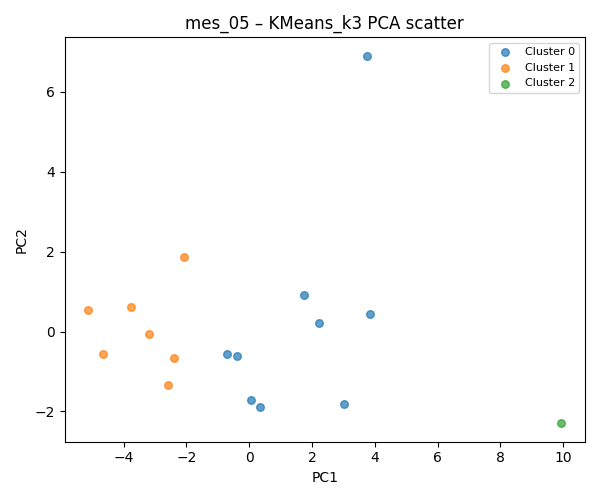 mes_05 – KMeans_k3 PCA scatter
Cluster 0
Cluster 1
Cluster 2
6
4
2
0
−2
PC2
−4
−2
0
2
4
6
8
10
PC1